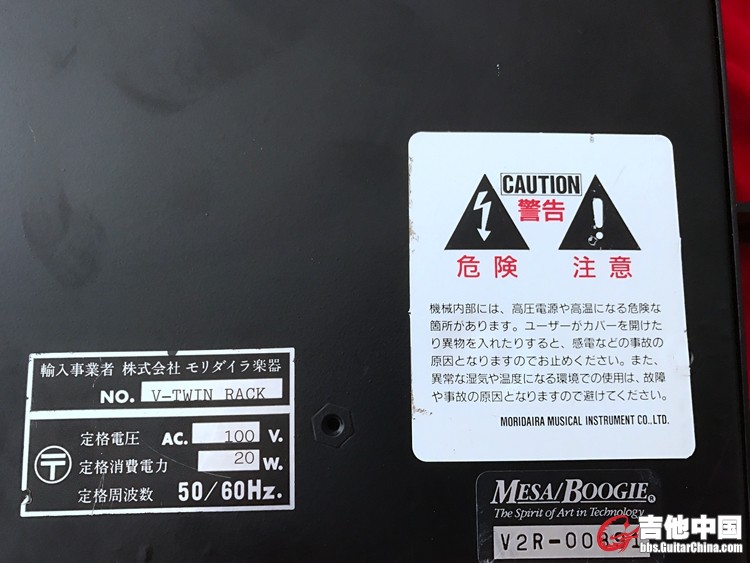 CAUTION
警告
危険 注意
機械内部には、高圧電源や高温になる危険な
箇所があります。ユーザーがカバーを開けた
り異物を入れたりすると、感電などの事故の
原因となりますのでお止めください。また、
異常な湿気や温度になる環境での使用は、故障
や事故の原因となりますので避けてください。
MORIDAIRA MUSICAL INSTRUMENT CO.,LTD.
輸入事業者 株式会社 モリダイラ楽器
NO. V-TWIN RACK
定格電圧 AC. 100 V.
定格消費電力 20 W.
定格周波数 50/60Hz.
MESA/BOOGIE®
The Spirit of Art in Technology
V2R-00891
吉他中国
bbs.GuitarChina.com